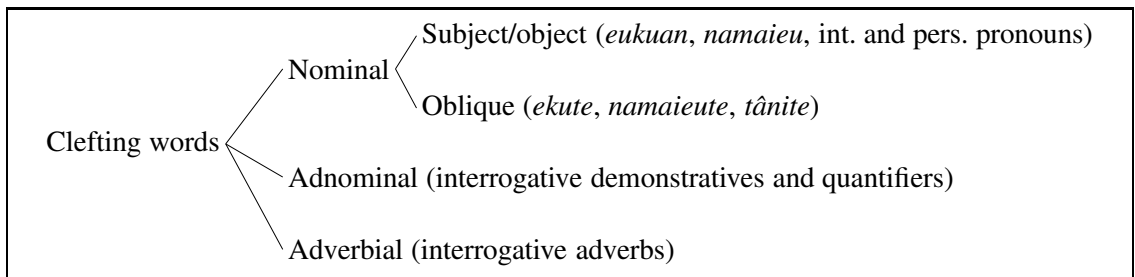 Subject/object (eukuan, namaieu, int. and pers. pronouns)
Nominal
Oblique (ekute, namaieute, tânite)
Clefting words
Adnominal (interrogative demonstratives and quantifiers)
Adverbial (interrogative adverbs)